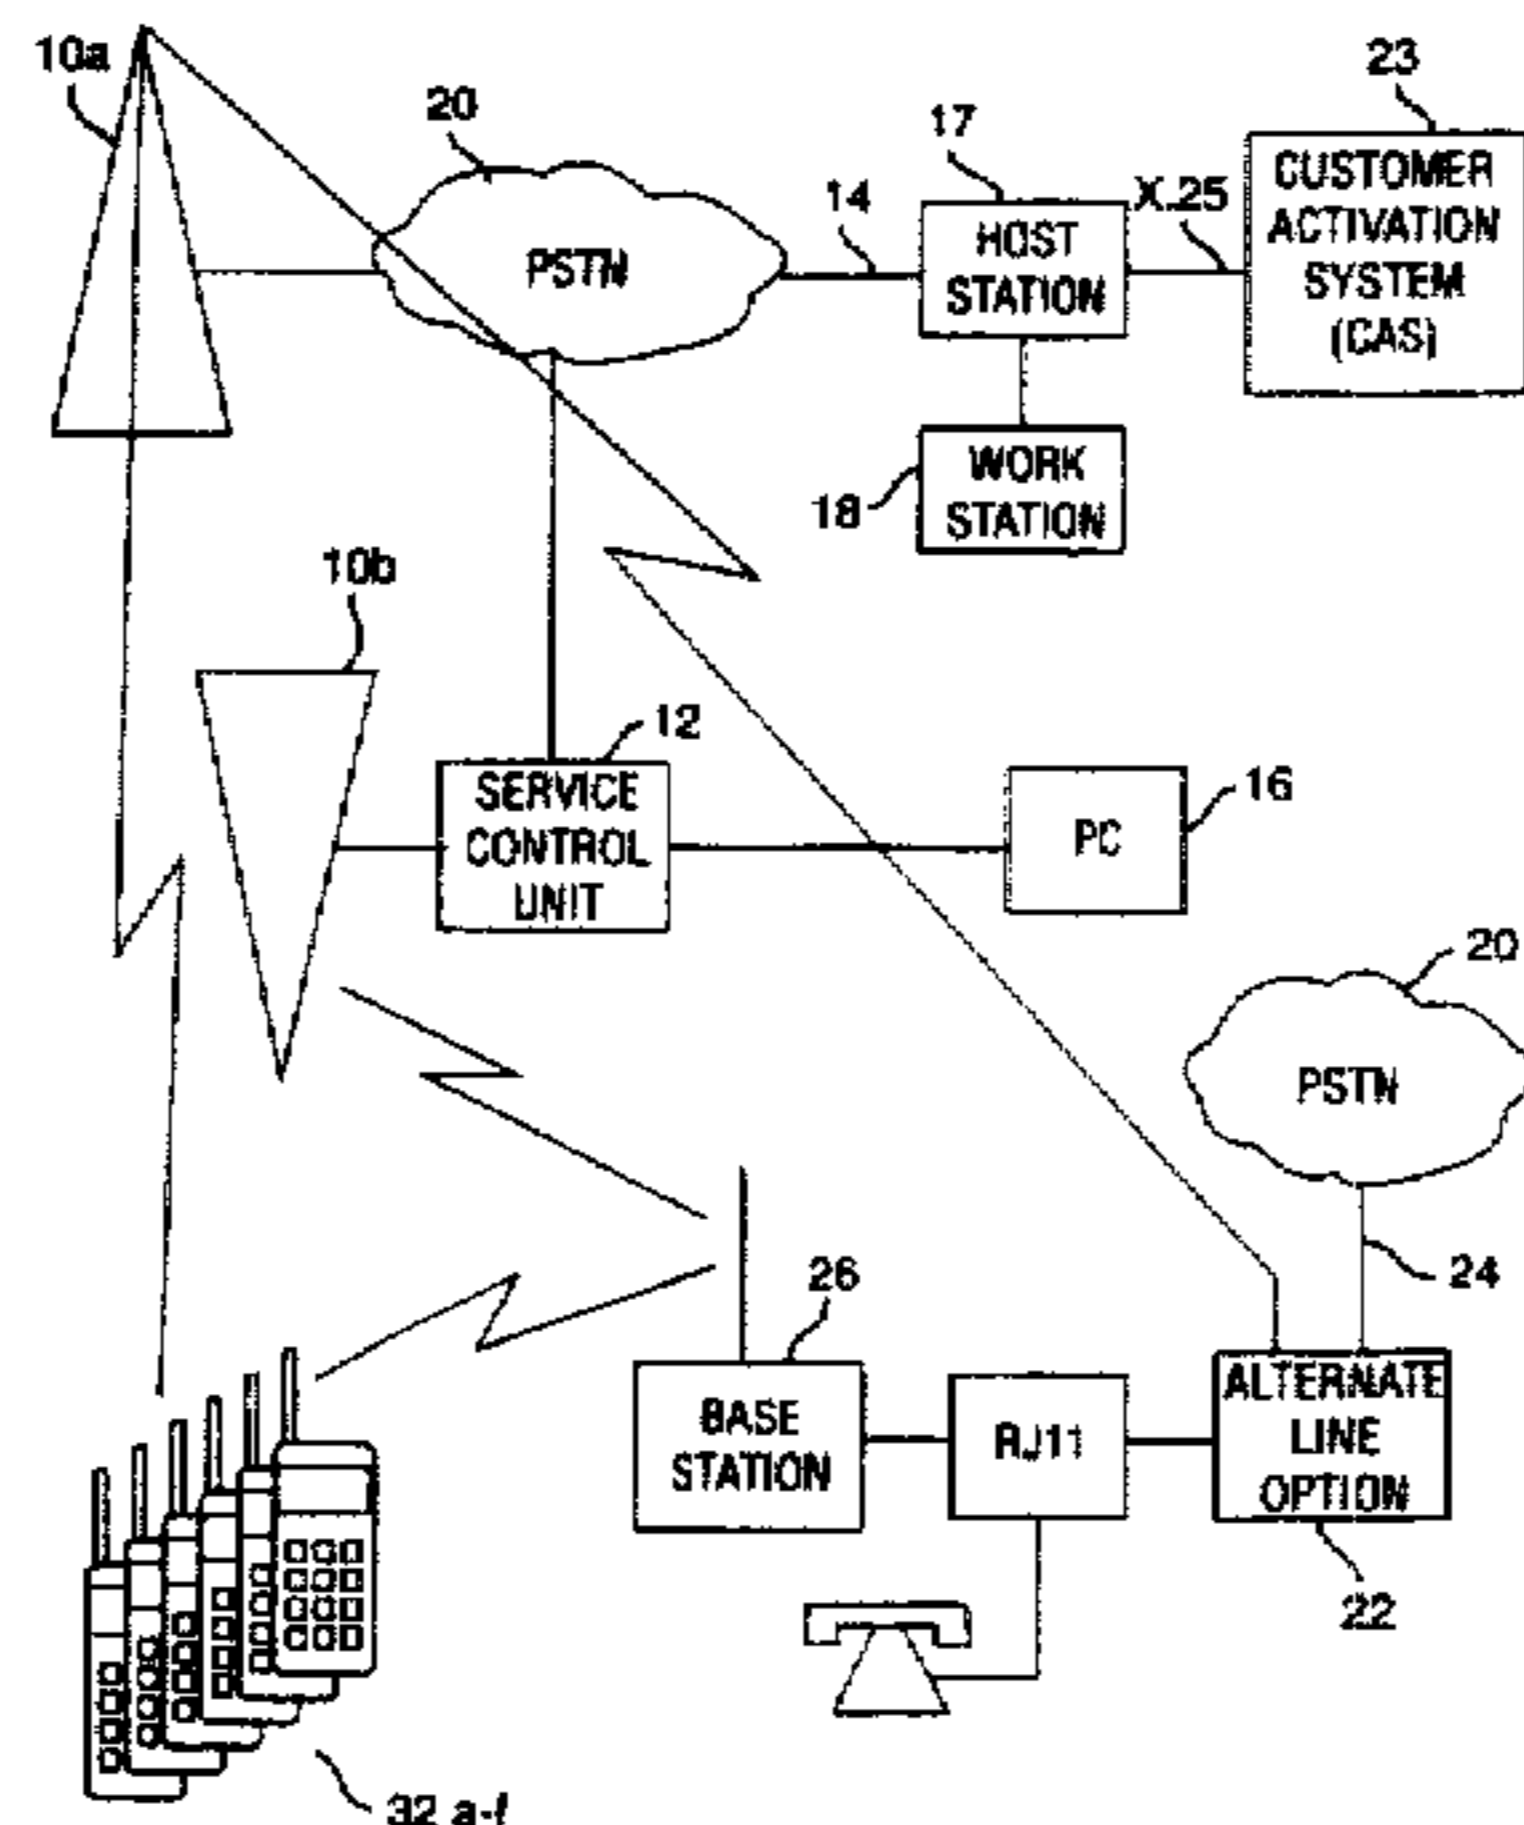 10a
20
17
23
PSTN
14
HOST
STATION
X.25
CUSTOMER
ACTIVATION
SYSTEM
(CAS)
18
WORK
STATION
10b
12
SERVICE
CONTROL
UNIT
PC
16
20
PSTN
24
26
BASE
STATION
RJ11
ALTERNATE
LINE
OPTION
22
32 a-f